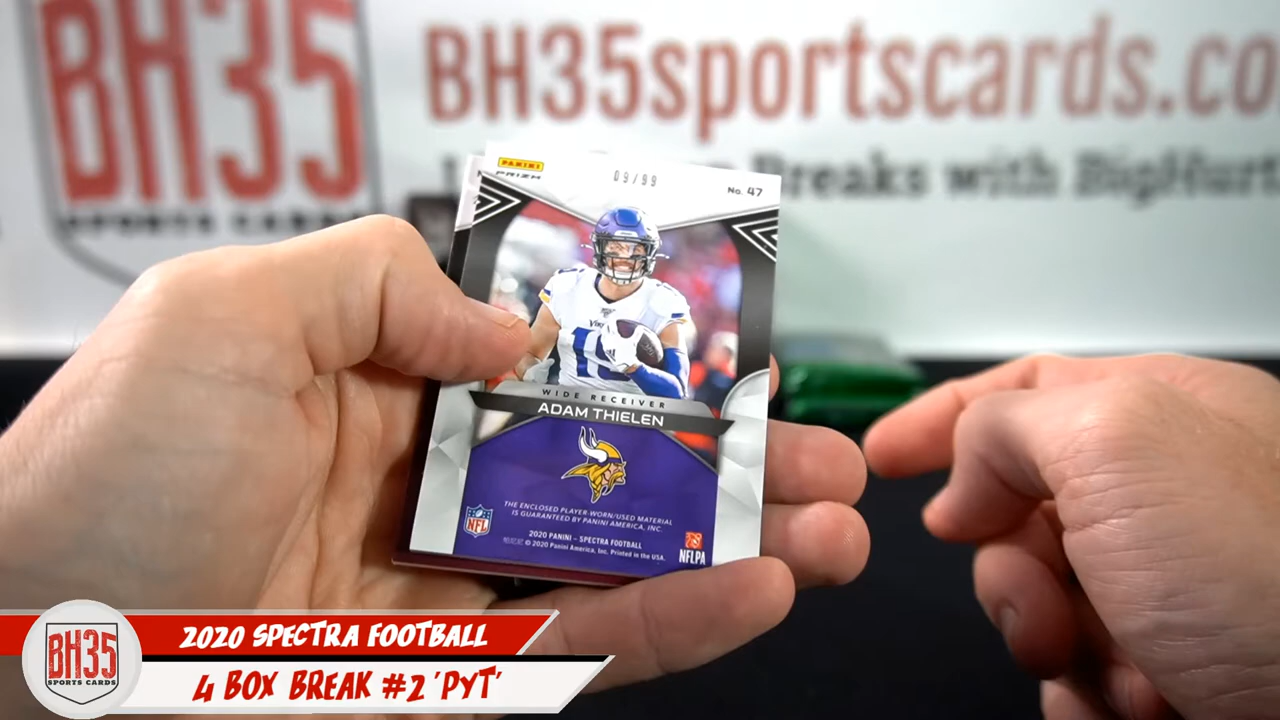 BH35
SPORTS CARDS
BH35sportscards.co
Breaks with BigHurt
PANINI
PRIZM
09/99
No. 47
WIDE RECEIVER
ADAM THIELEN
THE ENCLOSED PLAYER-WORN/USED MATERIAL
IS GUARANTEED BY PANINI AMERICA, INC.
2020 PANINI – SPECTRA FOOTBALL
© 2020 Panini America, Inc. Printed in the USA.
NFL
NFLPA
BH35
SPORTS CARDS
2020 SPECTRA FOOTBALL
4 BOX BREAK #2 'PYT'